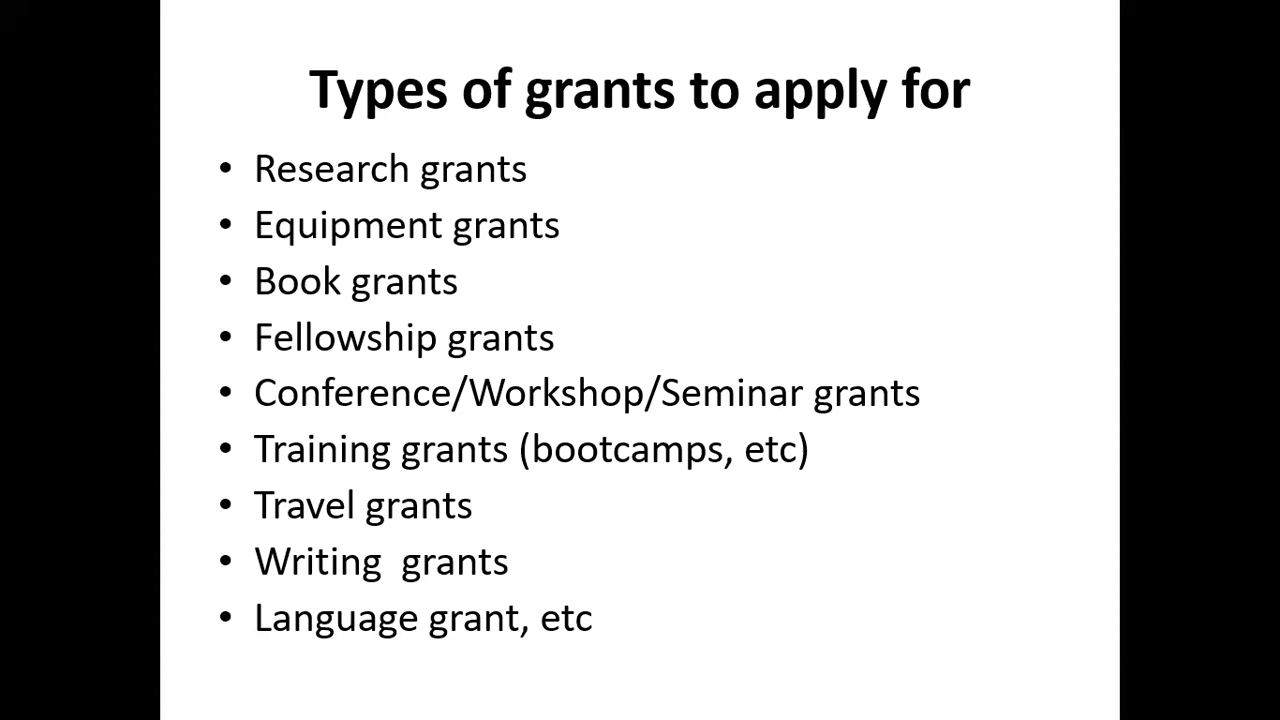 Types of grants to apply for
• Research grants
• Equipment grants
• Book grants
• Fellowship grants
• Conference/Workshop/Seminar grants
• Training grants (bootcamps, etc)
• Travel grants
• Writing  grants
• Language grant, etc